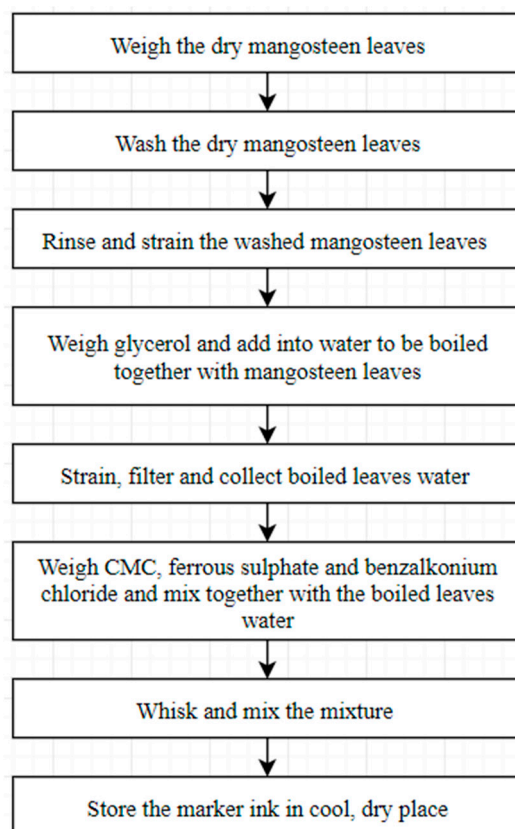 Weigh the dry mangosteen leaves
Wash the dry mangosteen leaves
Rinse and strain the washed mangosteen leaves
Weigh glycerol and add into water to be boiled
together with mangosteen leaves
Strain, filter and collect boiled leaves water
Weigh CMC, ferrous sulphate and benzalkonium
chloride and mix together with the boiled leaves
water
Whisk and mix the mixture
Store the marker ink in cool, dry place